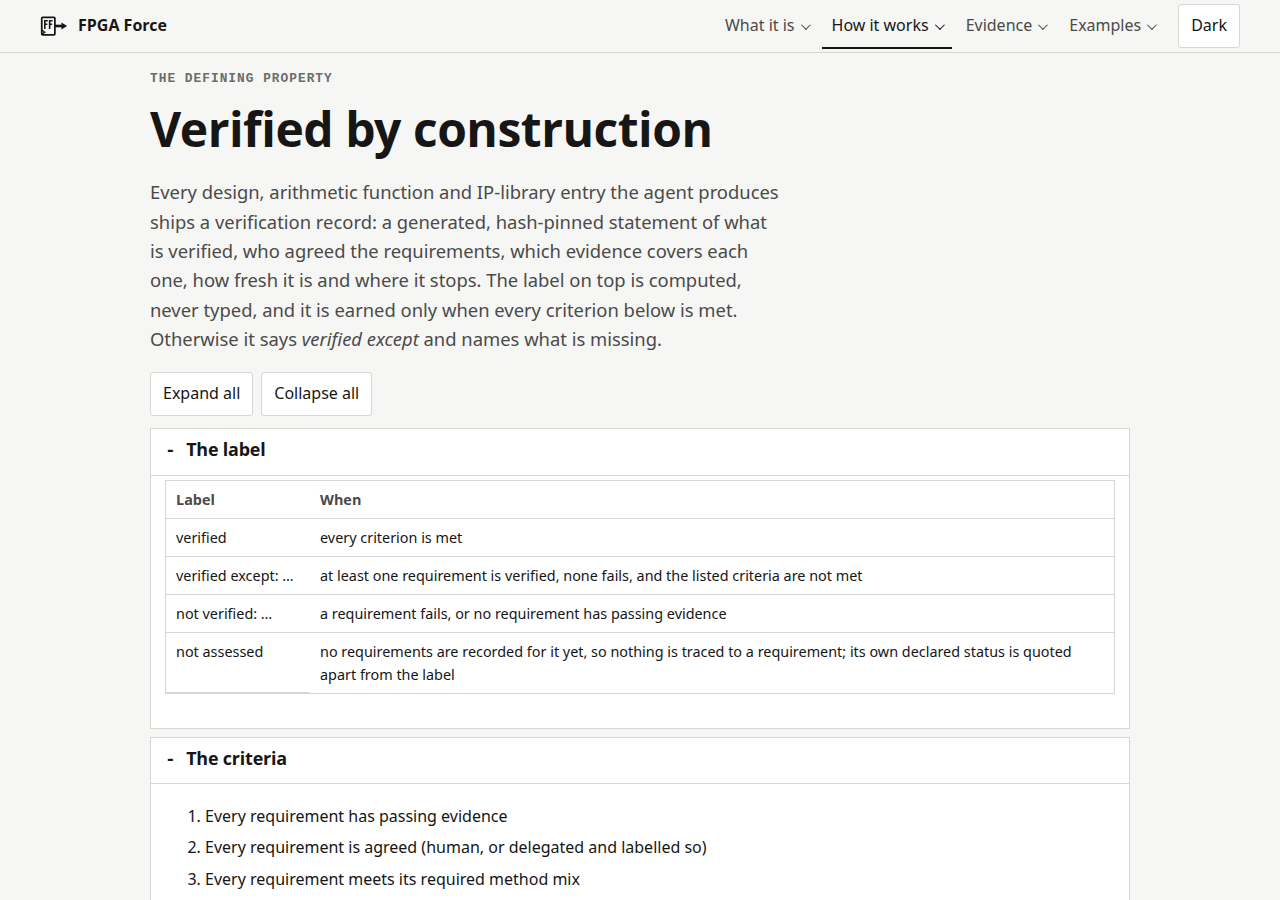 FPGA Force
What it is
How it works
Evidence
Examples
Dark
THE DEFINING PROPERTY
Verified by construction
Every design, arithmetic function and IP-library entry the agent produces
ships a verification record: a generated, hash-pinned statement of what
is verified, who agreed the requirements, which evidence covers each
one, how fresh it is and where it stops. The label on top is computed,
never typed, and it is earned only when every criterion below is met.
Otherwise it says verified except and names what is missing.
Expand all
Collapse all
- The label
Label When
verified every criterion is met
verified except: ... at least one requirement is verified, none fails, and the listed criteria are not met
not verified: ... a requirement fails, or no requirement has passing evidence
not assessed no requirements are recorded for it yet, so nothing is traced to a requirement; its own declared status is quoted
apart from the label
- The criteria
1. Every requirement has passing evidence
2. Every requirement is agreed (human, or delegated and labelled so)
3. Every requirement meets its required method mix